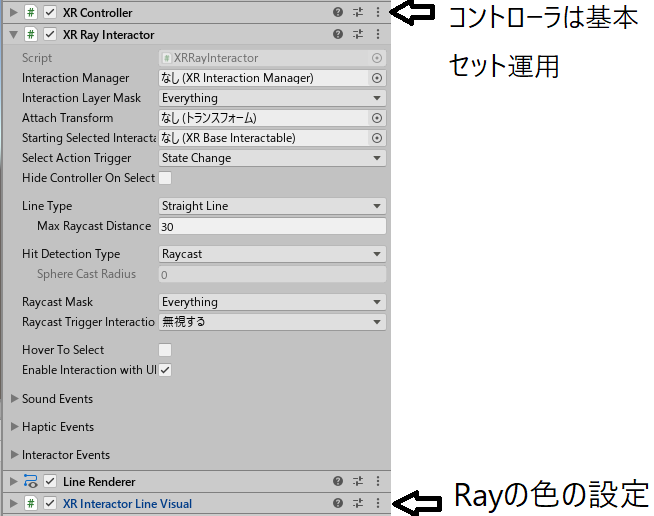 XR Controller
コントローラは基本
セット運用
XR Ray Interactor
Script XRRayInteractor
Interaction Manager なし (XR Interaction Manager)
Interaction Layer Mask Everything
Attach Transform なし (トランスフォーム)
Starting Selected Interacta なし (XR Base Interactable)
Select Action Trigger State Change
Hide Controller On Select
Line Type Straight Line
Max Raycast Distance 30
Hit Detection Type Raycast
Sphere Cast Radius 0
Raycast Mask Everything
Raycast Trigger Interactio 無視する
Hover To Select
Enable Interaction with UI
Sound Events
Haptic Events
Interactor Events
Line Renderer
XR Interactor Line Visual
Rayの色の設定